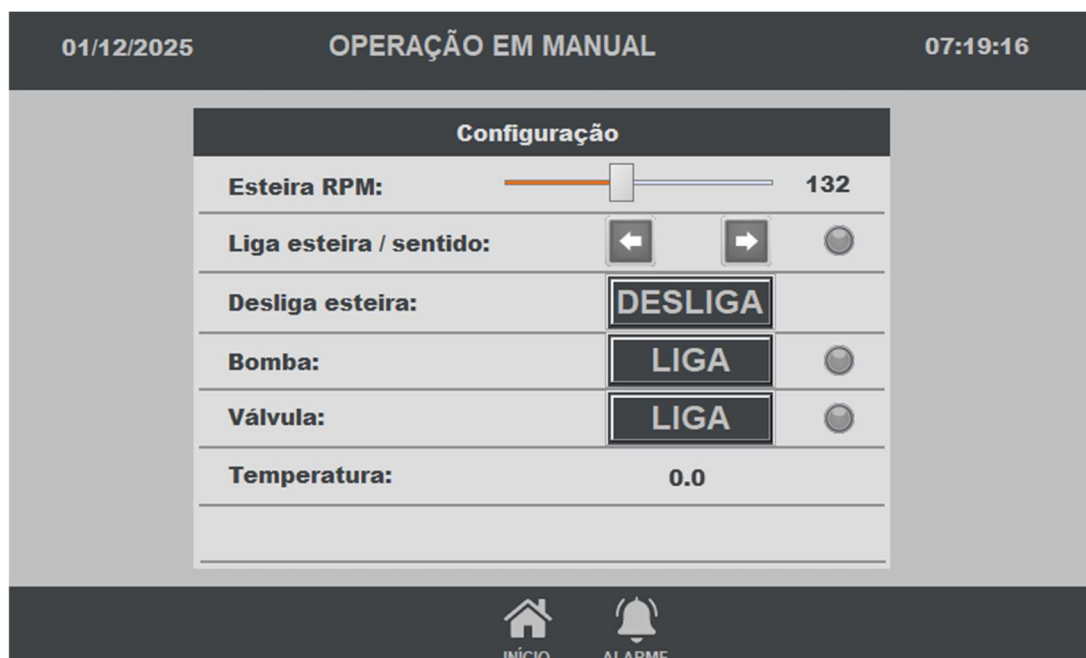 01/12/2025 OPERAÇÃO EM MANUAL 07:19:16
Configuração
Esteira RPM: 132
Liga esteira / sentido:
Desliga esteira: DESLIGA
Bomba: LIGA
Válvula: LIGA
Temperatura: 0.0
INÍCIO ALARME